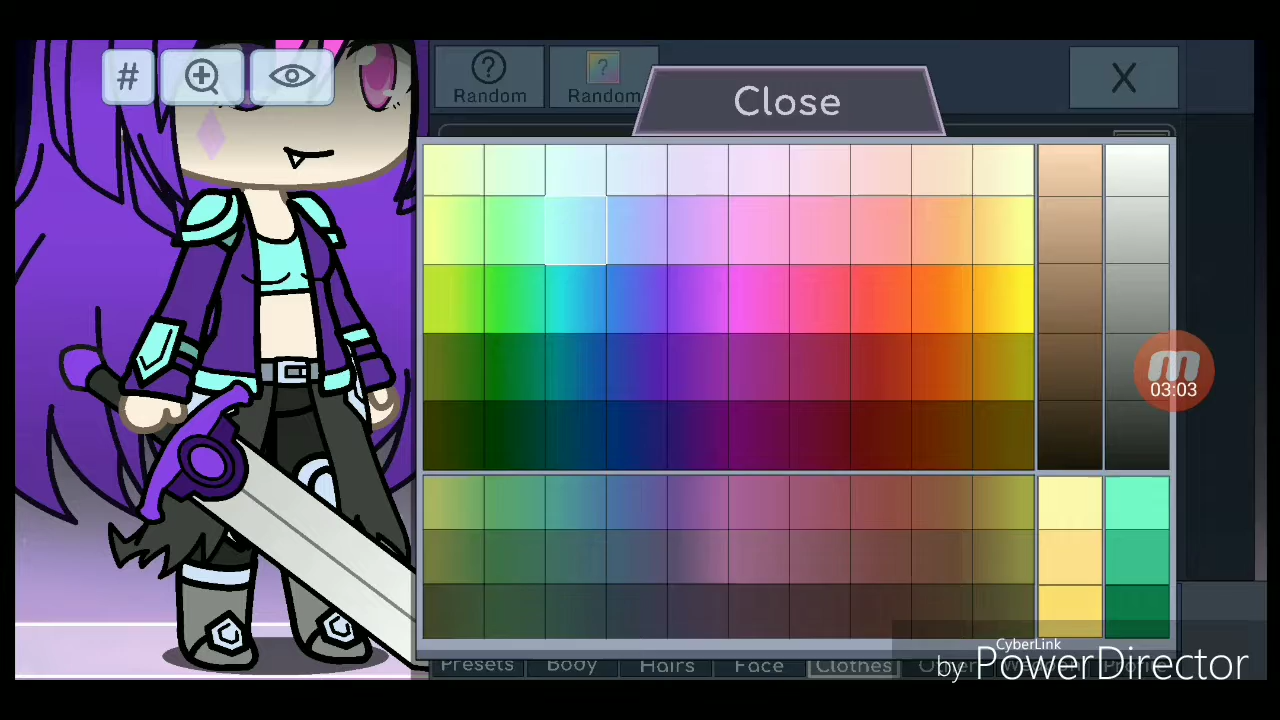 #
? Random
? Random
X
Close
03:03
Presets Body Hairs Face Clothes
CyberLink
by PowerDirector